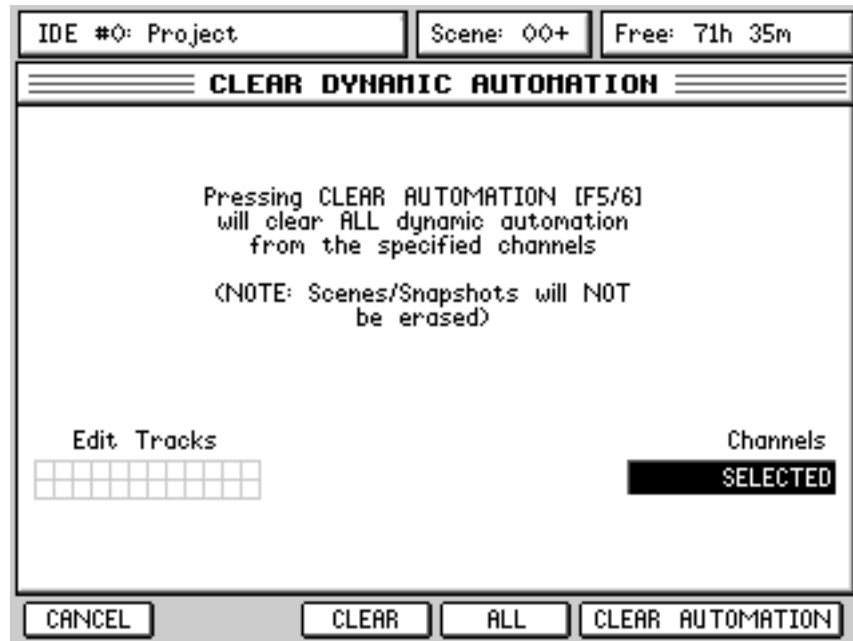 IDE #0: Project
Scene: 00+
Free: 71h 35m
CLEAR DYNAMIC AUTOMATION
Pressing CLEAR AUTOMATION [F5/6]
will clear ALL dynamic automation
from the specified channels
(NOTE: Scenes/Snapshots will NOT
be erased)
Edit Tracks
Channels
SELECTED
CANCEL
CLEAR
ALL
CLEAR AUTOMATION